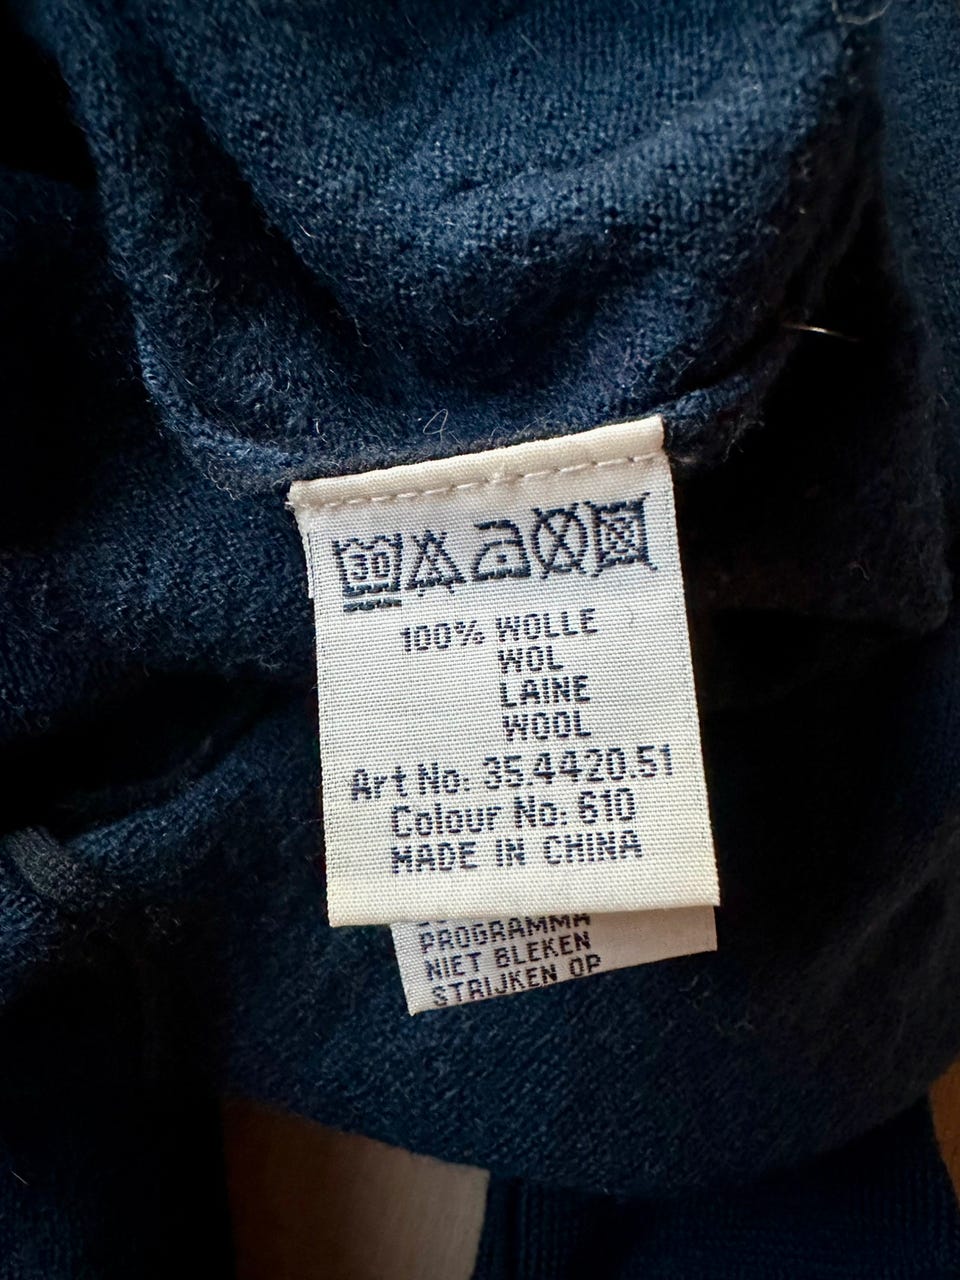 30
100% WOLLE
WOL
LAINE
WOOL
Art No: 35.4420.51
Colour No: 610
MADE IN CHINA
PROGRAMMA
NIET BLEKEN
STRIJKEN OP